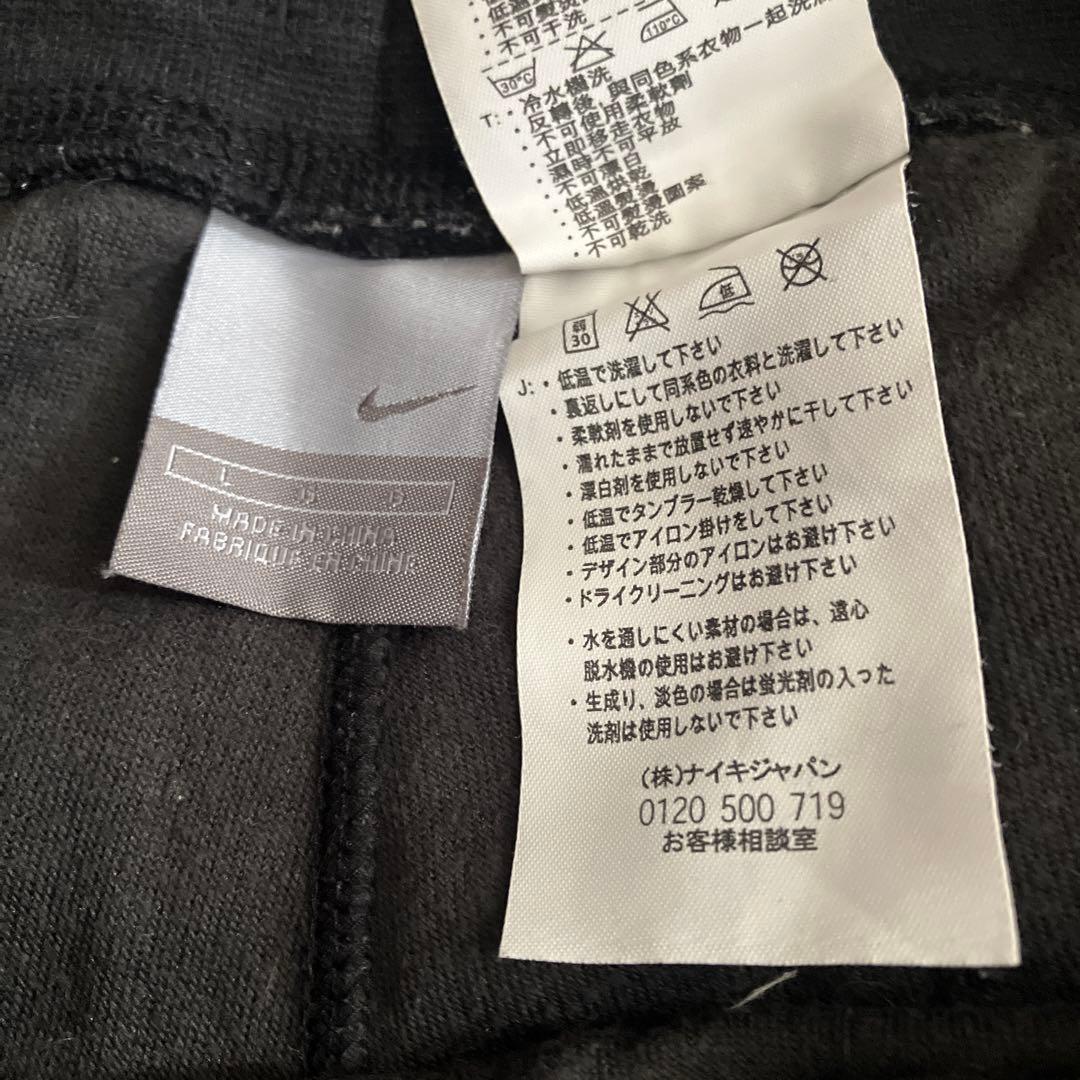 ・不可熨燙
・不可干洗
110°C
30°C
T:・冷水機洗
・反轉後與同色系衣物一起洗滌
・不可使用柔軟劑
・立即移走衣物
・濕時不可平放
・不可漂白
・低溫烘乾
・低溫熨燙
・不可熨燙圖案
・不可乾洗
弱
30
低
J:・低温で洗濯して下さい
・裏返しにして同系色の衣料と洗濯して下さい
・柔軟剤を使用しないで下さい
・濡れたままで放置せず速やかに干して下さい
・漂白剤を使用しないで下さい
・低温でタンブラー乾燥して下さい
・低温でアイロン掛けをして下さい
・デザイン部分のアイロンはお避け下さい
・ドライクリーニングはお避け下さい
・水を通しにくい素材の場合は、遠心
脱水機の使用はお避け下さい
・生成り、淡色の場合は蛍光剤の入った
洗剤は使用しないで下さい
(株)ナイキジャパン
0120 500 719
お客様相談室
L G G
MADE IN CHINA
FABRIQUE EN CHINE